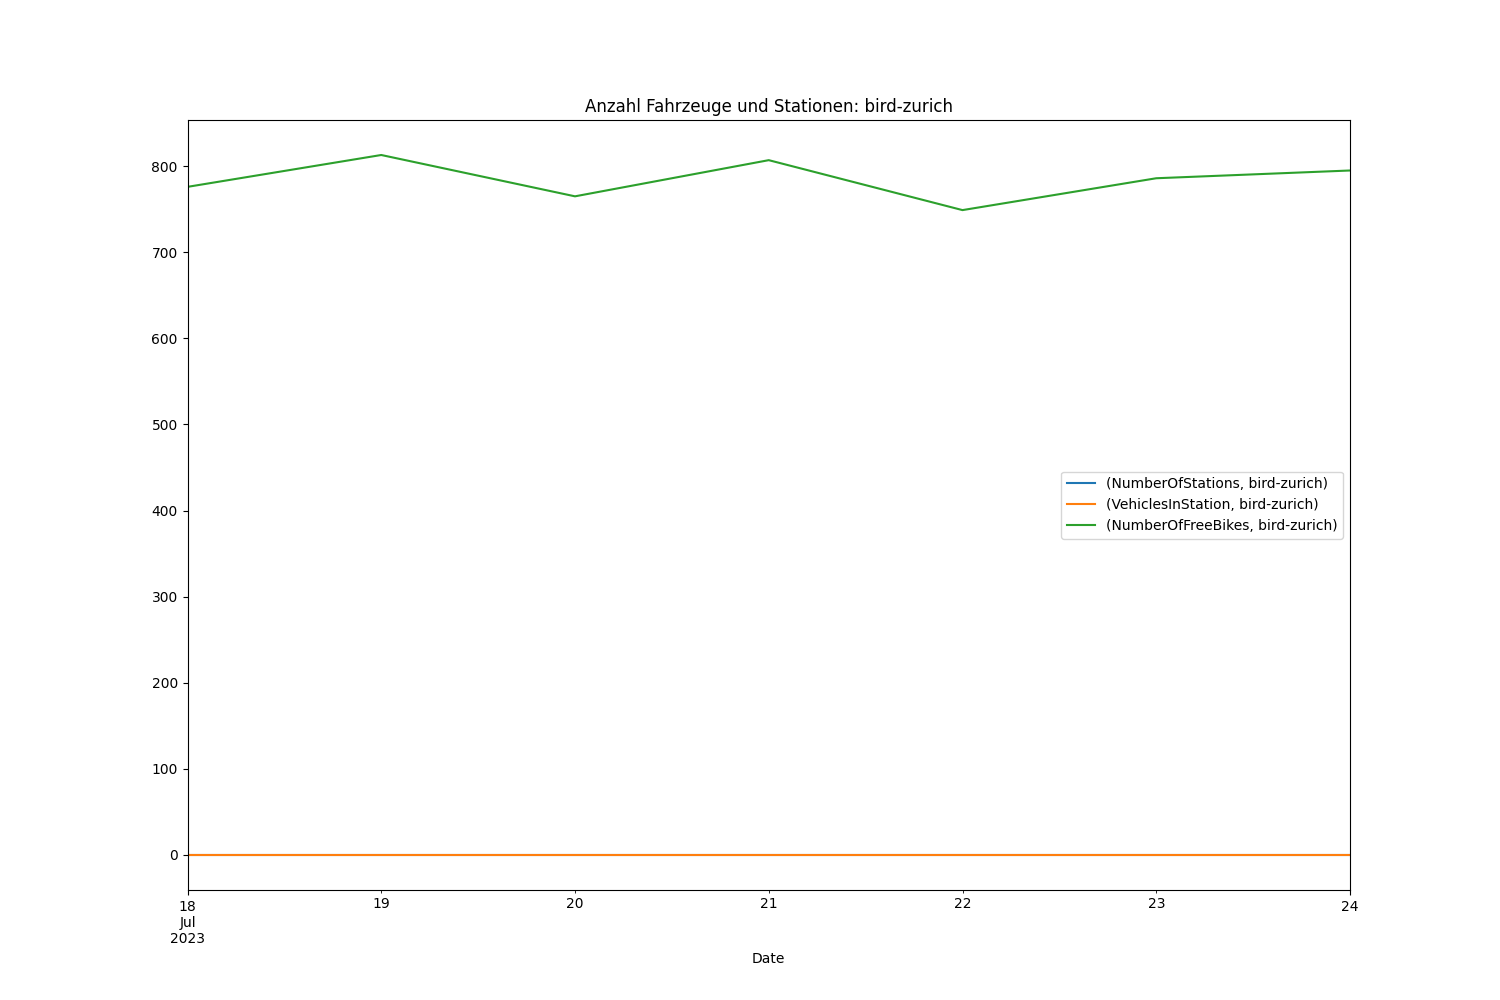 Anzahl Fahrzeuge und Stationen: bird-zurich
800
700
600
500
400
300
200
100
0
(NumberOfStations, bird-zurich)
(VehiclesInStation, bird-zurich)
(NumberOfFreeBikes, bird-zurich)
18 19 20 21 22 23 24
Jul
2023
Date